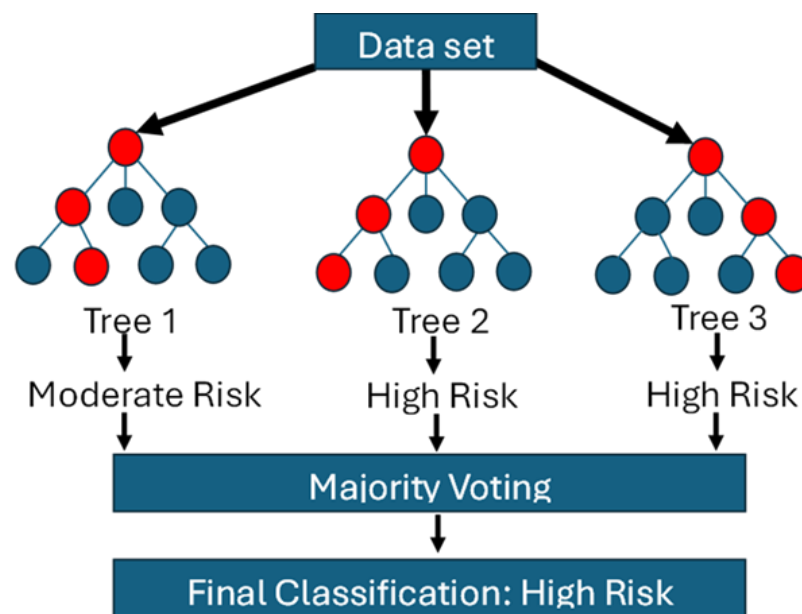 Data set
Tree 1
Tree 2
Tree 3
Moderate Risk
High Risk
High Risk
Majority Voting
Final Classification: High Risk